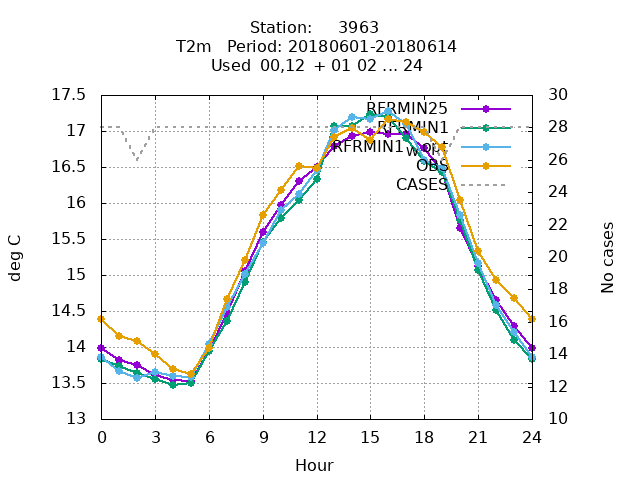 Station: 3963
T2m Period: 20180601-20180614
Used 00,12 + 01 02 ... 24
17.5
17
16.5
16
15.5
15
14.5
14
13.5
13
30
28
26
24
22
20
18
16
14
12
10
RFRMIN25
RFRMIN1
RFRMIN1wopt
OBS
CASES
deg C
No cases
0 3 6 9 12 15 18 21 24
Hour